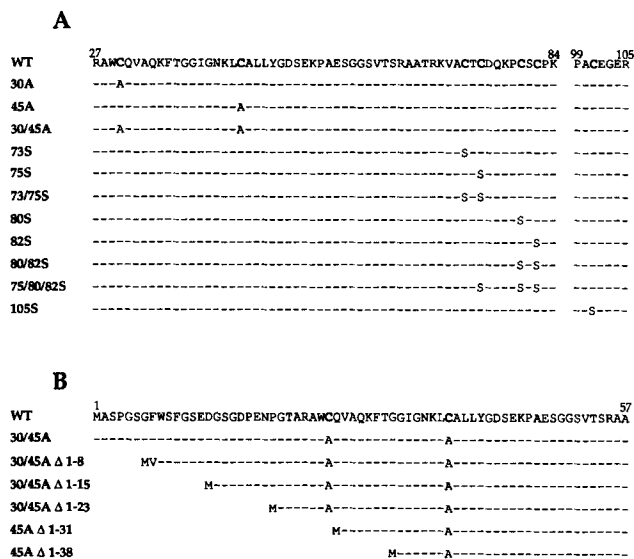 A
27 84 99 105
WT RAWCQVAQKFTGGIGNKLCALLYGDSEKPAESGGSVTSRAATRKVACTCDQKPCSCPK PACEGER
30A ---A------------------------------------------------------ -------
45A ------------------A--------------------------------------- -------
30/45A ---A--------------A--------------------------------------- -------
73S ----------------------------------------------S----------- -------
75S ------------------------------------------------S--------- -------
73/75S ----------------------------------------------S-S--------- -------
80S -----------------------------------------------------S---- -------
82S -------------------------------------------------------S-- -------
80/82S -----------------------------------------------------S-S-- -------
75/80/82S ------------------------------------------------S----S-S-- -------
105S ---------------------------------------------------------- --S----
B
1 57
WT MASPGSGFWSFGSEDGSGDPENPGTARAWCQVAQKFTGGIGNKLCALLYGDSEKPAESGGSVTSRAA
30/45A -----------------------------A--------------A----------------------
30/45A Δ 1-8 MV---------------------A--------------A----------------------
30/45A Δ 1-15 M--------------A--------------A----------------------
30/45A Δ 1-23 M------A--------------A----------------------
45A Δ 1-31 M-------------A----------------------
45A Δ 1-38 M------A----------------------